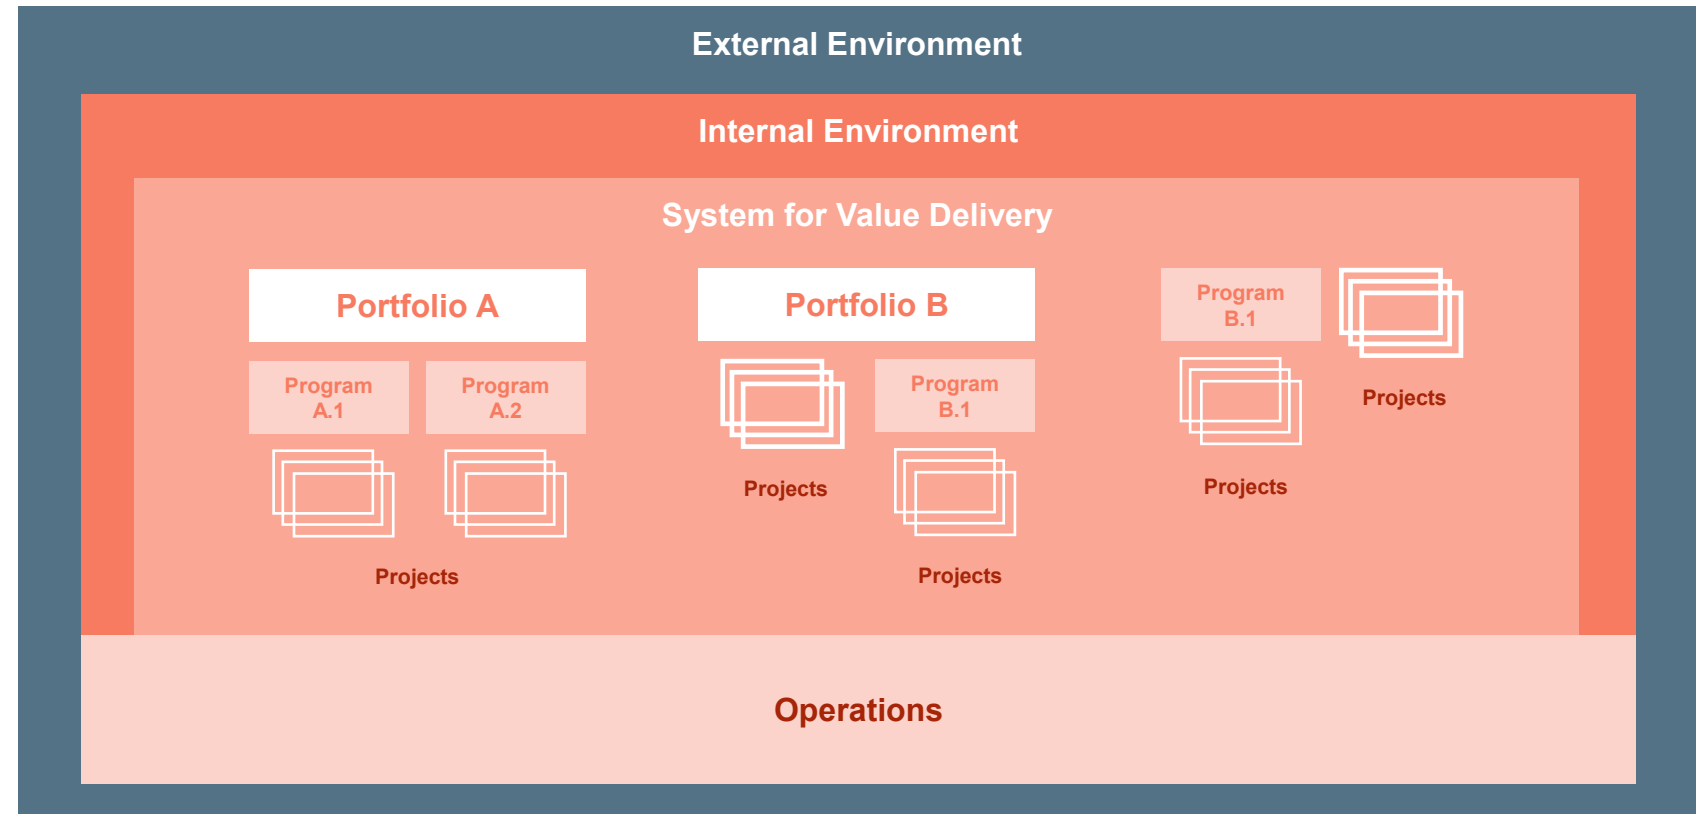 External Environment
Internal Environment
System for Value Delivery
Portfolio A
Program
A.1
Program
A.2
Projects
Portfolio B
Projects
Program
B.1
Projects
Program
B.1
Projects
Projects
Operations